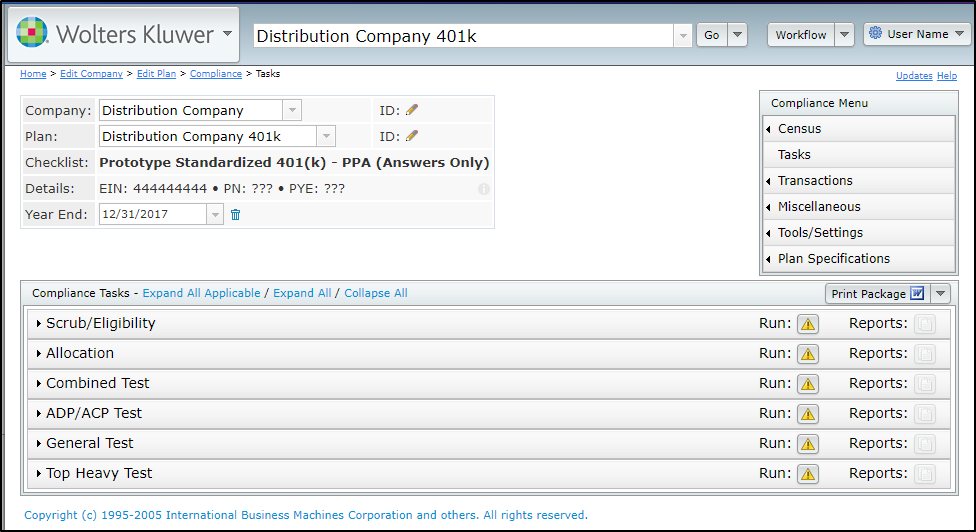 Wolters Kluwer Distribution Company 401k Go Workflow User Name
Home > Edit Company > Edit Plan > Compliance > Tasks Updates Help
Company: Distribution Company ID:
Plan: Distribution Company 401k ID:
Checklist: Prototype Standardized 401(k) - PPA (Answers Only)
Details: EIN: 444444444 • PN: ??? • PYE: ???
Year End: 12/31/2017
Compliance Menu
Census
Tasks
Transactions
Miscellaneous
Tools/Settings
Plan Specifications
Compliance Tasks - Expand All Applicable / Expand All / Collapse All Print Package
Scrub/Eligibility Run: Reports:
Allocation Run: Reports:
Combined Test Run: Reports:
ADP/ACP Test Run: Reports:
General Test Run: Reports:
Top Heavy Test Run: Reports:
Copyright (c) 1995-2005 International Business Machines Corporation and others. All rights reserved.